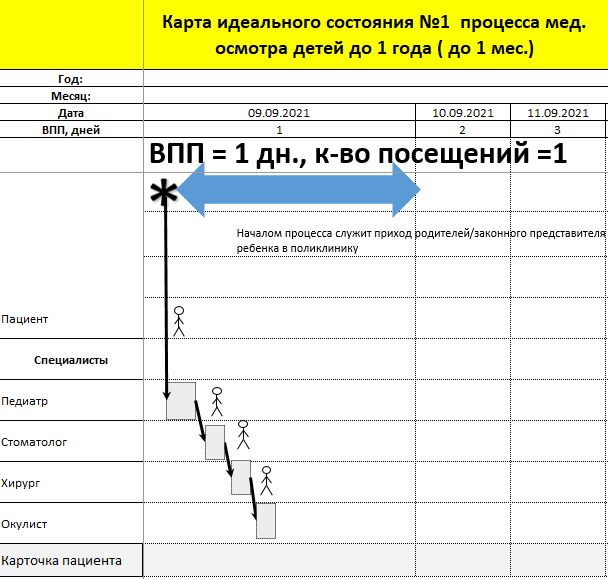 Карта идеального состояния №1 процесса мед.
осмотра детей до 1 года ( до 1 мес.)
Год:
Месяц:
Дата 09.09.2021 10.09.2021 11.09.2021
ВПП, дней 1 2 3
ВПП = 1 дн., к-во посещений =1
*
Началом процесса служит приход родителей/законного представителя
ребенка в поликлинику
Пациент
Специалисты
Педиатр
Стоматолог
Хирург
Окулист
Карточка пациента